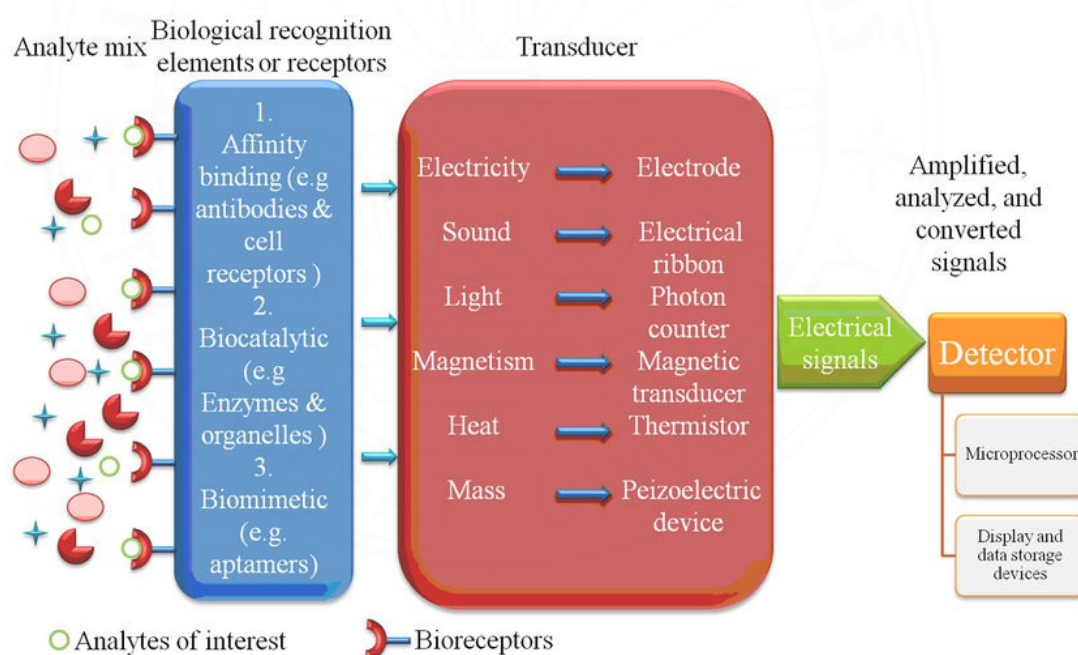 Analyte mix
Biological recognition
elements or receptors
Transducer
1.
Affinity
binding (e.g
antibodies &
cell
receptors )
2.
Biocatalytic
(e.g
Enzymes &
organelles )
3.
Biomimetic
(e.g.
aptamers)
Electricity
Electrode
Sound
Electrical
ribbon
Light
Photon
counter
Magnetism
Magnetic
transducer
Heat
Thermistor
Mass
Peizoelectric
device
Electrical
signals
Amplified,
analyzed, and
converted
signals
Detector
Microprocessor
Display and
data storage
devices
Analytes of interest
Bioreceptors